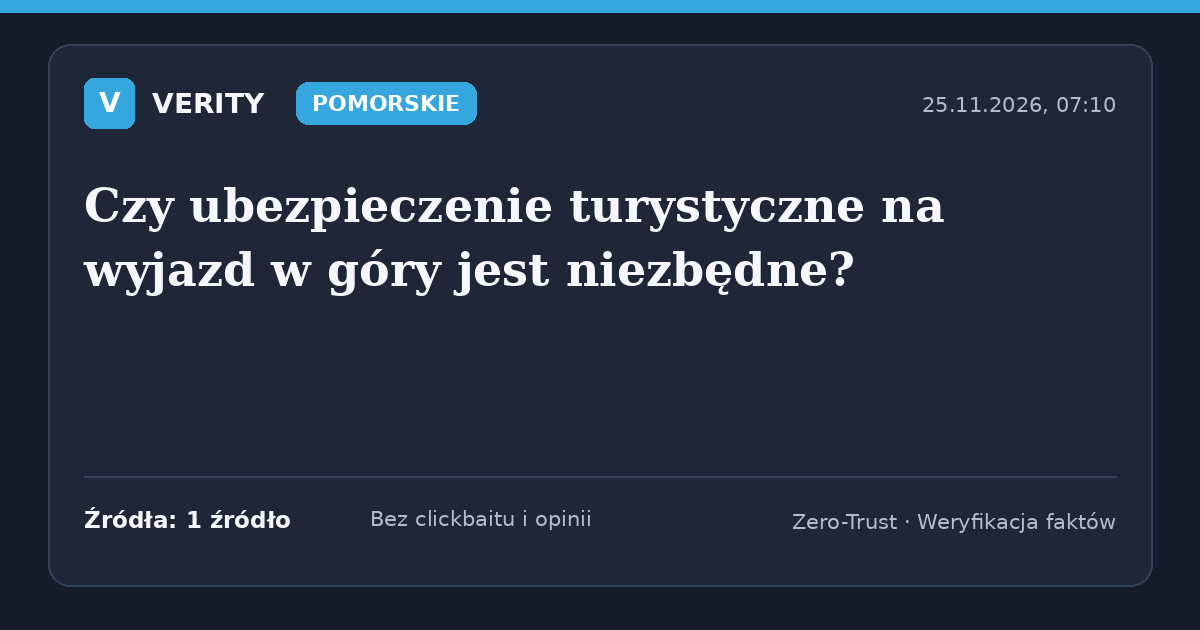 V VERITY POMORSKIE 25.11.2026, 07:10
Czy ubezpieczenie turystyczne na
wyjazd w góry jest niezbędne?
Źródła: 1 źródło Bez clickbaitu i opinii Zero-Trust · Weryfikacja faktów